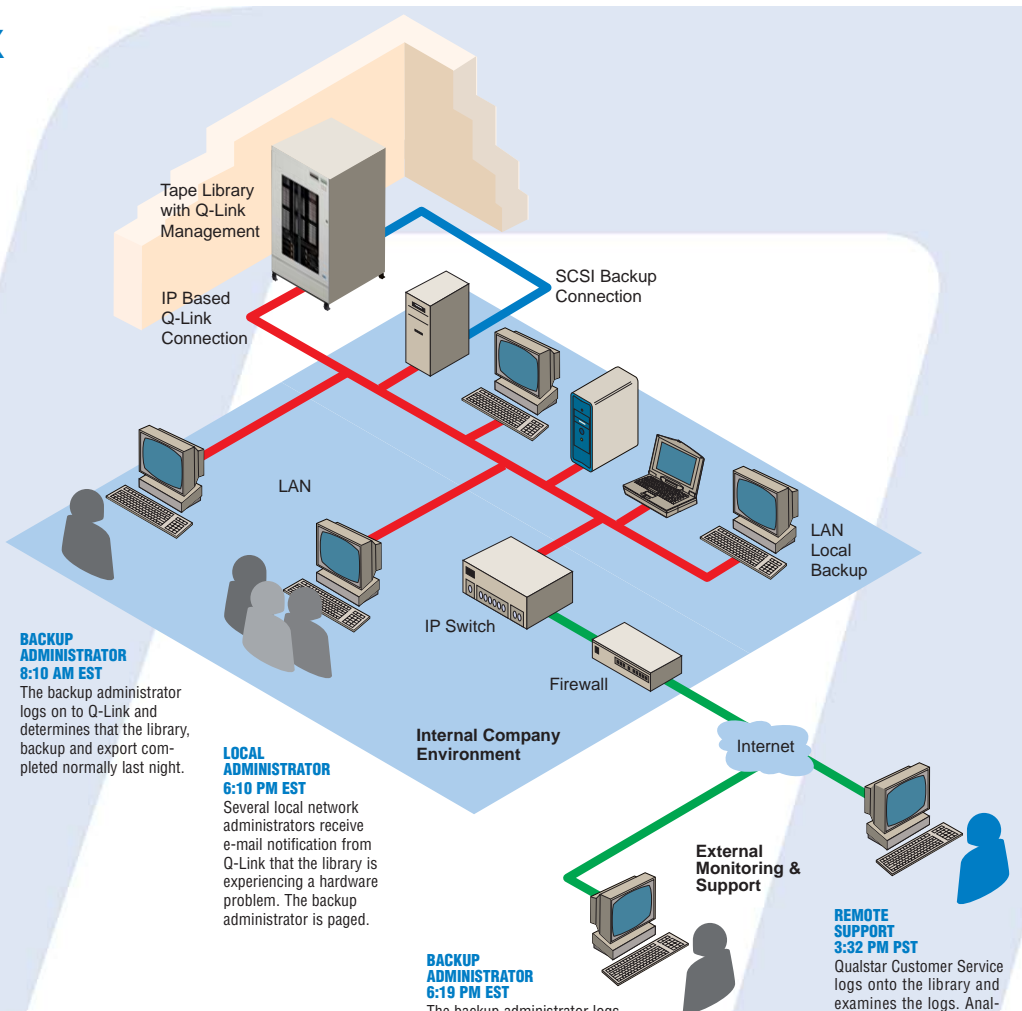 Tape Library
with Q-Link
Management
SCSI Backup
Connection
IP Based
Q-Link
Connection
LAN
LAN
Local
Backup
IP Switch
Firewall
Internal Company
Environment
Internet
External
Monitoring &
Support
BACKUP
ADMINISTRATOR
8:10 AM EST
The backup administrator
logs on to Q-Link and
determines that the library,
backup and export com-
pleted normally last night.
LOCAL
ADMINISTRATOR
6:10 PM EST
Several local network
administrators receive
e-mail notification from
Q-Link that the library is
experiencing a hardware
problem. The backup
administrator is paged.
BACKUP
ADMINISTRATOR
6:19 PM EST
The backup administrator logs
REMOTE
SUPPORT
3:32 PM PST
Qualstar Customer Service
logs onto the library and
examines the logs. Anal-